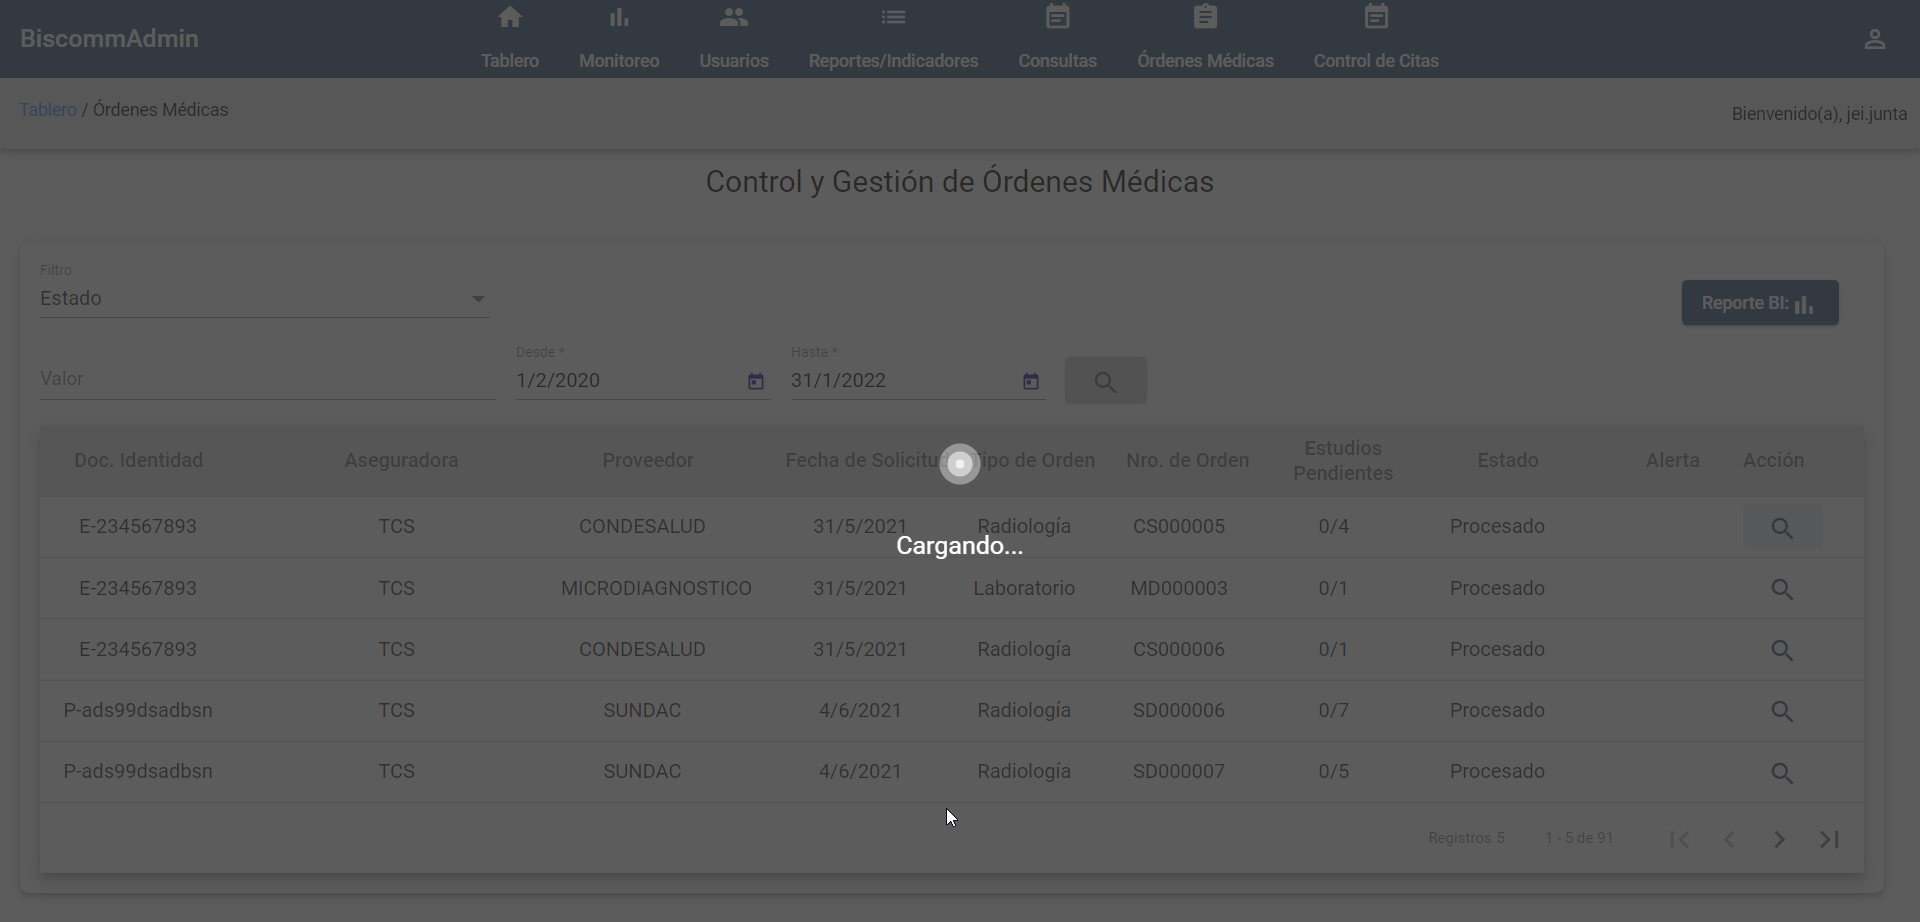 BiscommAdmin
Tablero Monitoreo Usuarios Reportes/Indicadores Consultas Órdenes Médicas Control de Citas
Tablero / Órdenes Médicas
Bienvenido(a), jei.junta
Control y Gestión de Órdenes Médicas
Filtro
Estado
Reporte BI:
Desde * Hasta *
Valor 1/2/2020 31/1/2022
Doc. Identidad Aseguradora Proveedor Fecha de Solicitu Tipo de Orden Nro. de Orden Estudios Pendientes Estado Alerta Acción
E-234567893 TCS CONDESALUD 31/5/2021 Radiología CS000005 0/4 Procesado
Cargando...
E-234567893 TCS MICRODIAGNOSTICO 31/5/2021 Laboratorio MD000003 0/1 Procesado
E-234567893 TCS CONDESALUD 31/5/2021 Radiología CS000006 0/1 Procesado
P-ads99dsadbsn TCS SUNDAC 4/6/2021 Radiología SD000006 0/7 Procesado
P-ads99dsadbsn TCS SUNDAC 4/6/2021 Radiología SD000007 0/5 Procesado
Registros 5 1 - 5 de 91